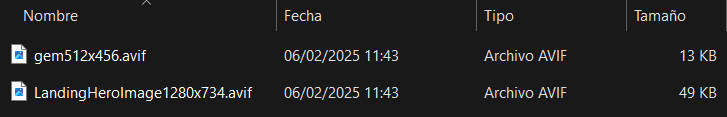 Nombre Fecha Tipo Tamaño
gem512x456.avif 06/02/2025 11:43 Archivo AVIF 13 KB
LandingHeroImage1280x734.avif 06/02/2025 11:43 Archivo AVIF 49 KB